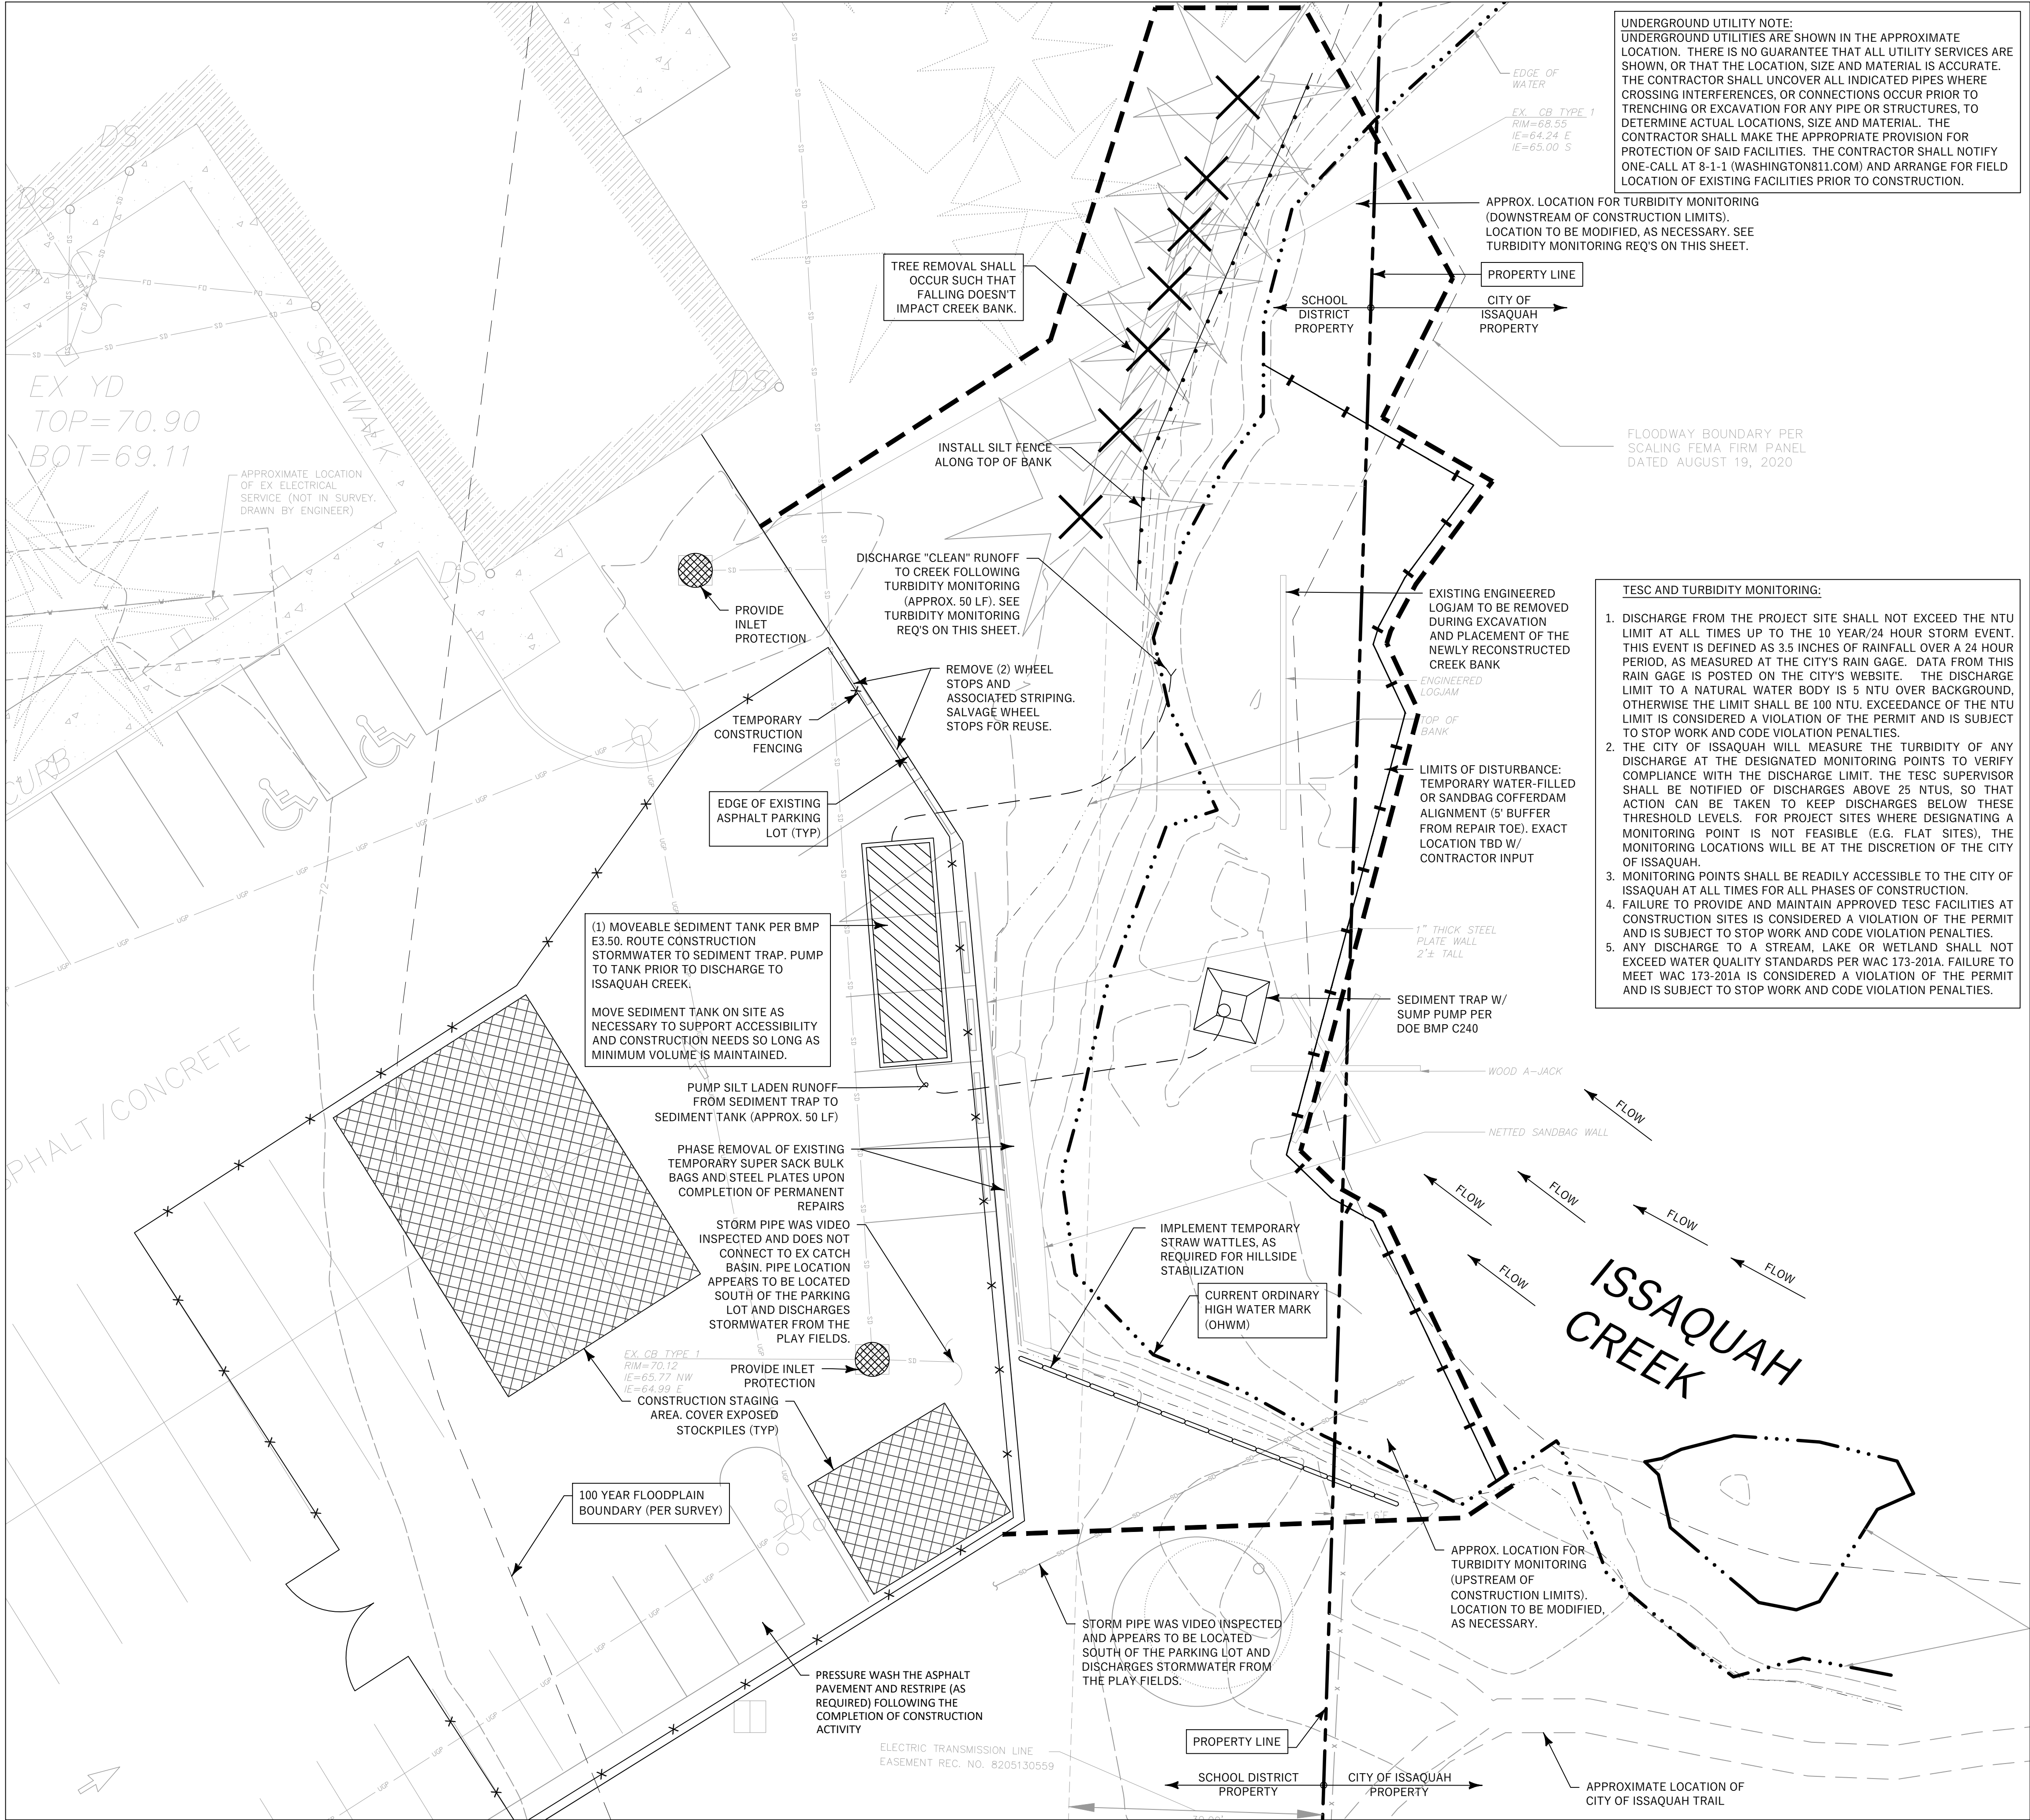 UNDERGROUND UTILITY NOTE:
UNDERGROUND UTILITIES ARE SHOWN IN THE APPROXIMATE
LOCATION. THERE IS NO GUARANTEE THAT ALL UTILITY SERVICES ARE
SHOWN, OR THAT THE LOCATION, SIZE AND MATERIAL IS ACCURATE.
THE CONTRACTOR SHALL UNCOVER ALL INDICATED PIPES WHERE
CROSSING INTERFERENCES, OR CONNECTIONS OCCUR PRIOR TO
TRENCHING OR EXCAVATION FOR ANY PIPE OR STRUCTURES, TO
DETERMINE ACTUAL LOCATIONS, SIZE AND MATERIAL. THE
CONTRACTOR SHALL MAKE THE APPROPRIATE PROVISION FOR
PROTECTION OF SAID FACILITIES. THE CONTRACTOR SHALL NOTIFY
ONE-CALL AT 8-1-1 (WASHINGTON811.COM) AND ARRANGE FOR FIELD
LOCATION OF EXISTING FACILITIES PRIOR TO CONSTRUCTION.
EDGE OF
WATER
EX. CB TYPE 1
RIM=68.55
IE=64.24 E
IE=65.00 S
APPROX. LOCATION FOR TURBIDITY MONITORING
(DOWNSTREAM OF CONSTRUCTION LIMITS).
LOCATION TO BE MODIFIED, AS NECESSARY. SEE
TURBIDITY MONITORING REQ'S ON THIS SHEET.
PROPERTY LINE
SCHOOL
DISTRICT
PROPERTY
CITY OF
ISSAQUAH
PROPERTY
TREE REMOVAL SHALL
OCCUR SUCH THAT
FALLING DOESN'T
IMPACT CREEK BANK.
DS
DS
DS
DS
SIDEWALK
EX YD
TOP=70.90
BOT=69.11
APPROXIMATE LOCATION
OF EX ELECTRICAL
SERVICE (NOT IN SURVEY.
DRAWN BY ENGINEER)
INSTALL SILT FENCE
ALONG TOP OF BANK
FLOODWAY BOUNDARY PER
SCALING FEMA FIRM PANEL
DATED AUGUST 19, 2020
DISCHARGE "CLEAN" RUNOFF
TO CREEK FOLLOWING
TURBIDITY MONITORING
(APPROX. 50 LF). SEE
TURBIDITY MONITORING
REQ'S ON THIS SHEET.
PROVIDE
INLET
PROTECTION
EXISTING ENGINEERED
LOGJAM TO BE REMOVED
DURING EXCAVATION
AND PLACEMENT OF THE
NEWLY RECONSTRUCTED
CREEK BANK
ENGINEERED
LOGJAM
TOP OF
BANK
TESC AND TURBIDITY MONITORING:
1. DISCHARGE FROM THE PROJECT SITE SHALL NOT EXCEED THE NTU
LIMIT AT ALL TIMES UP TO THE 10 YEAR/24 HOUR STORM EVENT.
THIS EVENT IS DEFINED AS 3.5 INCHES OF RAINFALL OVER A 24 HOUR
PERIOD, AS MEASURED AT THE CITY'S RAIN GAGE. DATA FROM THIS
RAIN GAGE IS POSTED ON THE CITY'S WEBSITE. THE DISCHARGE
LIMIT TO A NATURAL WATER BODY IS 5 NTU OVER BACKGROUND,
OTHERWISE THE LIMIT SHALL BE 100 NTU. EXCEEDANCE OF THE NTU
LIMIT IS CONSIDERED A VIOLATION OF THE PERMIT AND IS SUBJECT
TO STOP WORK AND CODE VIOLATION PENALTIES.
2. THE CITY OF ISSAQUAH WILL MEASURE THE TURBIDITY OF ANY
DISCHARGE AT THE DESIGNATED MONITORING POINTS TO VERIFY
COMPLIANCE WITH THE DISCHARGE LIMIT. THE TESC SUPERVISOR
SHALL BE NOTIFIED OF DISCHARGES ABOVE 25 NTUS, SO THAT
ACTION CAN BE TAKEN TO KEEP DISCHARGES BELOW THESE
THRESHOLD LEVELS. FOR PROJECT SITES WHERE DESIGNATING A
MONITORING POINT IS NOT FEASIBLE (E.G. FLAT SITES), THE
MONITORING LOCATIONS WILL BE AT THE DISCRETION OF THE CITY
OF ISSAQUAH.
3. MONITORING POINTS SHALL BE READILY ACCESSIBLE TO THE CITY OF
ISSAQUAH AT ALL TIMES FOR ALL PHASES OF CONSTRUCTION.
4. FAILURE TO PROVIDE AND MAINTAIN APPROVED TESC FACILITIES AT
CONSTRUCTION SITES IS CONSIDERED A VIOLATION OF THE PERMIT
AND IS SUBJECT TO STOP WORK AND CODE VIOLATION PENALTIES.
5. ANY DISCHARGE TO A STREAM, LAKE OR WETLAND SHALL NOT
EXCEED WATER QUALITY STANDARDS PER WAC 173-201A. FAILURE TO
MEET WAC 173-201A IS CONSIDERED A VIOLATION OF THE PERMIT
AND IS SUBJECT TO STOP WORK AND CODE VIOLATION PENALTIES.
REMOVE (2) WHEEL
STOPS AND
ASSOCIATED STRIPING.
SALVAGE WHEEL
STOPS FOR REUSE.
TEMPORARY
CONSTRUCTION
FENCING
EDGE OF EXISTING
ASPHALT PARKING
LOT (TYP)
CURB
LIMITS OF DISTURBANCE:
TEMPORARY WATER-FILLED
OR SANDBAG COFFERDAM
ALIGNMENT (5' BUFFER
FROM REPAIR TOE). EXACT
LOCATION TBD W/
CONTRACTOR INPUT
72
(1) MOVEABLE SEDIMENT TANK PER BMP
E3.50. ROUTE CONSTRUCTION
STORMWATER TO SEDIMENT TRAP. PUMP
TO TANK PRIOR TO DISCHARGE TO
ISSAQUAH CREEK.
MOVE SEDIMENT TANK ON SITE AS
NECESSARY TO SUPPORT ACCESSIBILITY
AND CONSTRUCTION NEEDS SO LONG AS
MINIMUM VOLUME IS MAINTAINED.
1" THICK STEEL
PLATE WALL
2'± TALL
SEDIMENT TRAP W/
SUMP PUMP PER
DOE BMP C240
WOOD A-JACK
NETTED SANDBAG WALL
PHALT/CONCRETE
PUMP SILT LADEN RUNOFF
FROM SEDIMENT TRAP TO
SEDIMENT TANK (APPROX. 50 LF)
PHASE REMOVAL OF EXISTING
TEMPORARY SUPER SACK BULK
BAGS AND STEEL PLATES UPON
COMPLETION OF PERMANENT
REPAIRS
STORM PIPE WAS VIDEO
INSPECTED AND DOES NOT
CONNECT TO EX CATCH
BASIN. PIPE LOCATION
APPEARS TO BE LOCATED
SOUTH OF THE PARKING
LOT AND DISCHARGES
STORMWATER FROM THE
PLAY FIELDS.
FLOW
FLOW
FLOW
FLOW
FLOW
FLOW
ISSAQUAH
CREEK
IMPLEMENT TEMPORARY
STRAW WATTLES, AS
REQUIRED FOR HILLSIDE
STABILIZATION
CURRENT ORDINARY
HIGH WATER MARK
(OHWM)
EX. CB TYPE 1
RIM=70.12
IE=65.77 NW
IE=64.99 E
PROVIDE INLET
PROTECTION
CONSTRUCTION STAGING
AREA. COVER EXPOSED
STOCKPILES (TYP)
100 YEAR FLOODPLAIN
BOUNDARY (PER SURVEY)
1.6'E
APPROX. LOCATION FOR
TURBIDITY MONITORING
(UPSTREAM OF
CONSTRUCTION LIMITS).
LOCATION TO BE MODIFIED,
AS NECESSARY.
STORM PIPE WAS VIDEO INSPECTED
AND APPEARS TO BE LOCATED
SOUTH OF THE PARKING LOT AND
DISCHARGES STORMWATER FROM
THE PLAY FIELDS.
PRESSURE WASH THE ASPHALT
PAVEMENT AND RESTRIPE (AS
REQUIRED) FOLLOWING THE
COMPLETION OF CONSTRUCTION
ACTIVITY
ELECTRIC TRANSMISSION LINE
EASEMENT REC. NO. 8205130559
PROPERTY LINE
SCHOOL DISTRICT
PROPERTY
CITY OF ISSAQUAH
PROPERTY
APPROXIMATE LOCATION OF
CITY OF ISSAQUAH TRAIL